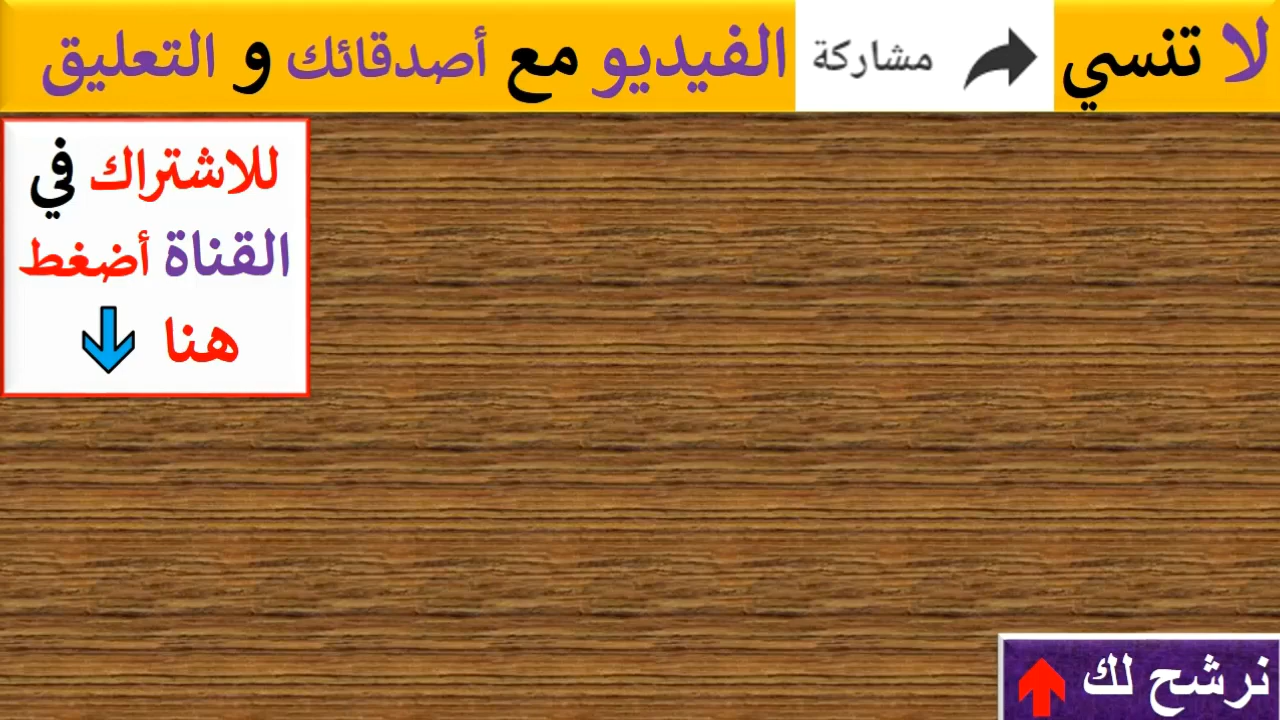 لا تنسي مشاركة الفيديو مع أصدقائك و التعليق
للاشتراك في
القناة أضغط
هنا
نرشح لك